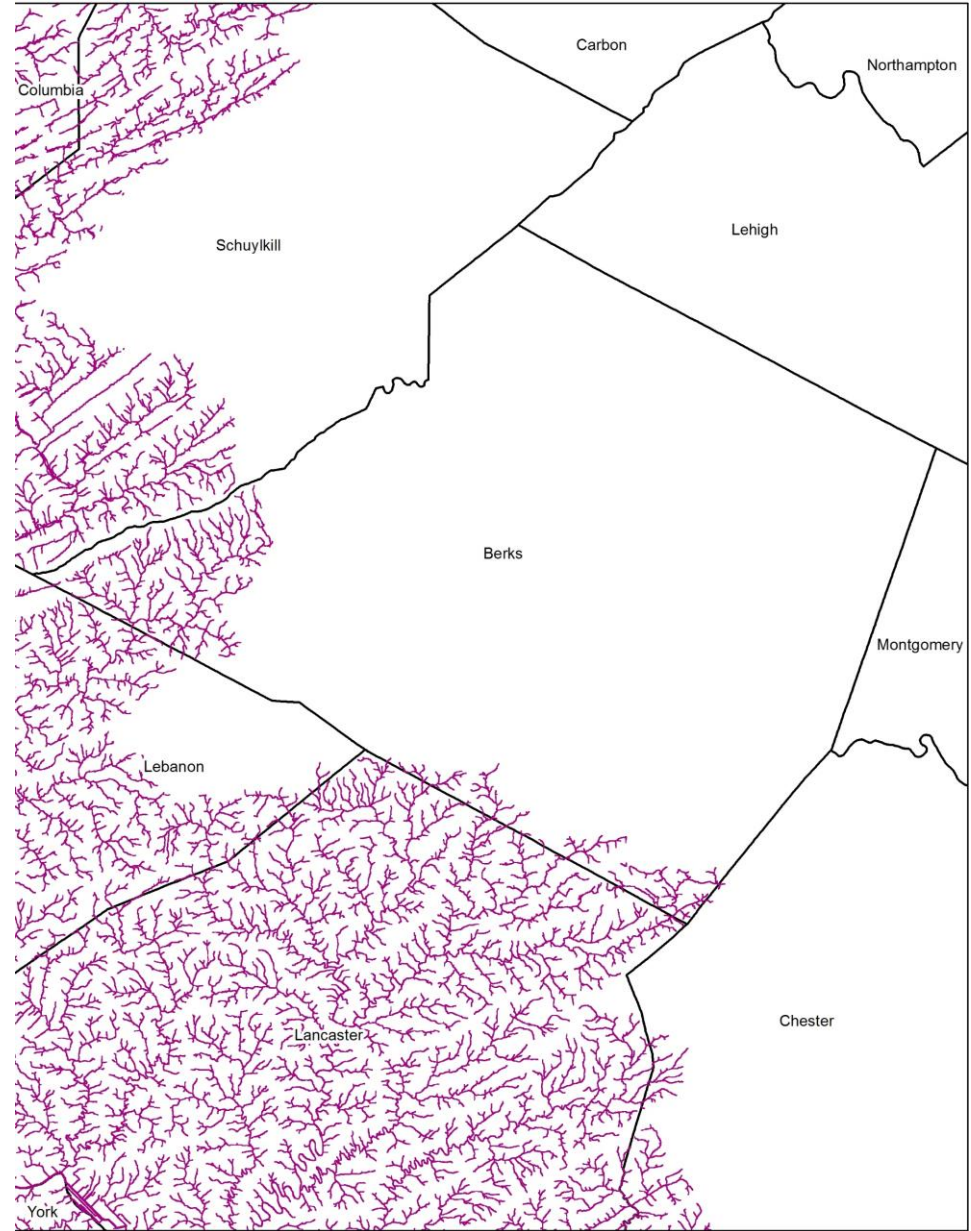 Carbon
Northampton
Columbia
Lehigh
Schuylkill
Berks
Montgomery
Lebanon
Chester
Lancaster
York